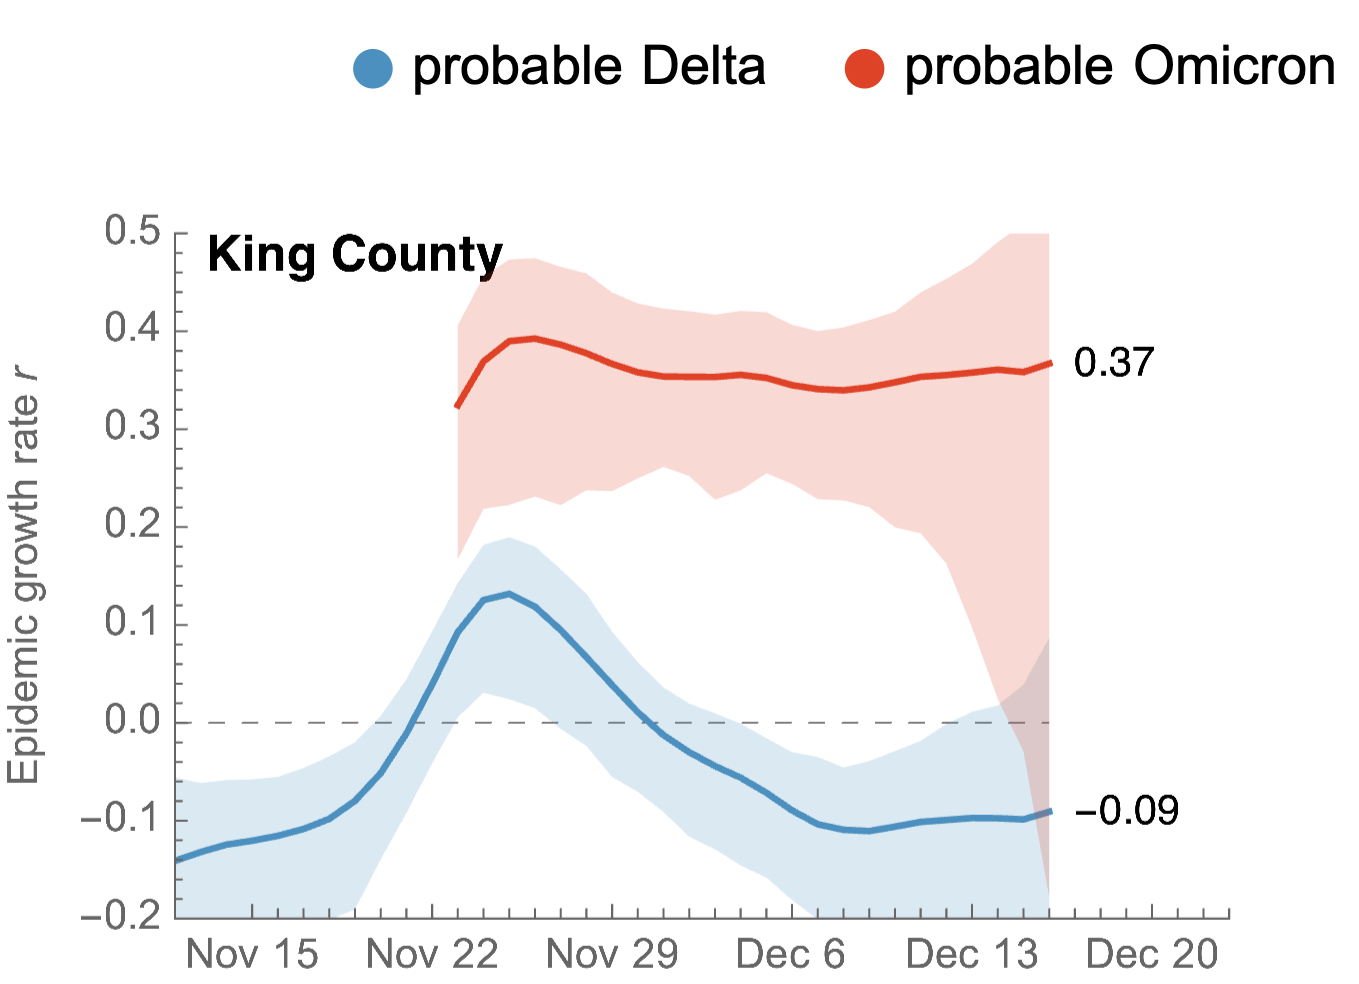 probable Delta probable Omicron
King County
Epidemic growth rate r
0.5
0.4
0.3
0.2
0.1
0.0
−0.1
−0.2
0.37
−0.09
Nov 15 Nov 22 Nov 29 Dec 6 Dec 13 Dec 20